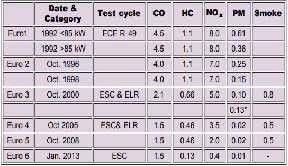 Date & Category Test cycle CO HC NOx PM Smoke
Euro1 1992 <85 kW ECE R-49 4.5 1.1 8.0 0.61
1992 >85 kW 4.5 1.1 8.0 0.36
Euro 2 Oct. 1996 4.0 1.1 7.0 0.25
Oct. 1998 4.0 1.1 7.0 0.15
Euro 3 Oct. 2000 ESC & ELR 2.1 0.66 5.0 0.10 0.8
0.13*
Euro 4 Oct 2005 ESC& ELR 1.5 0.46 3.5 0.02 0.5
Euro 5 Oct. 2008 1.5 0.46 2.0 0.02 0.5
Euro 6 Jan. 2013 ESC 1.5 0.13 0.4 0.01 -